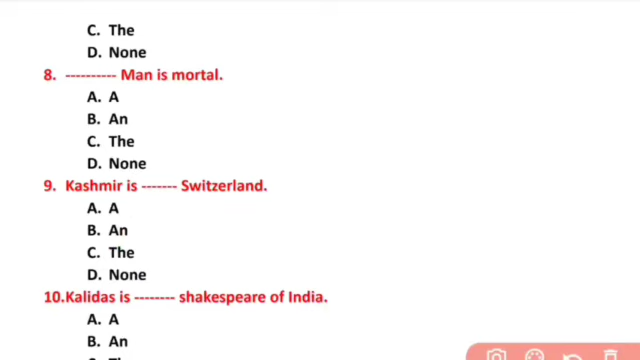 C. The
D. None
8. ---------- Man is mortal.
A. A
B. An
C. The
D. None
9. Kashmir is ------- Switzerland.
A. A
B. An
C. The
D. None
10.Kalidas is -------- shakespeare of India.
A. A
B. An